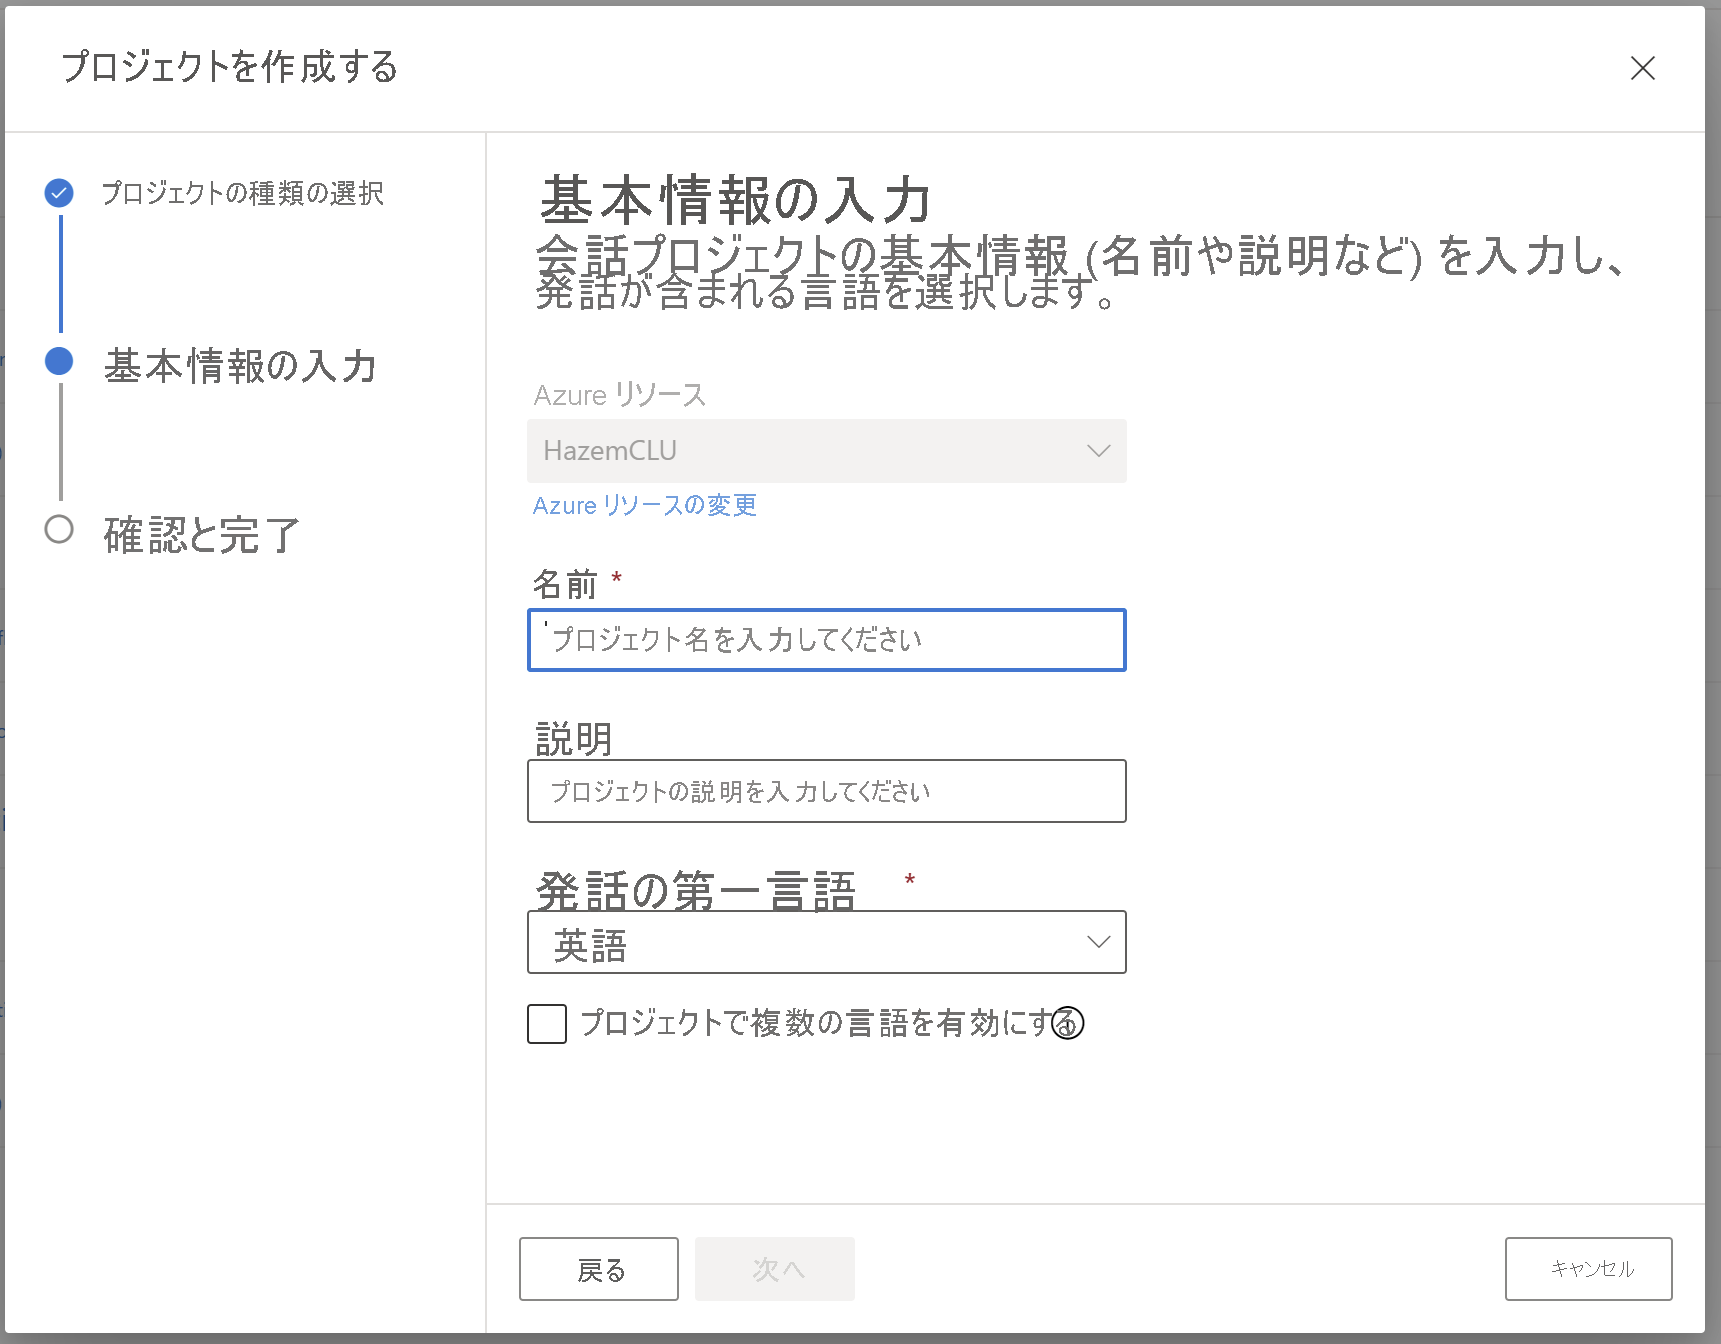 プロジェクトを作成する
プロジェクトの種類の選択
基本情報の入力
確認と完了
基本情報の入力
会話プロジェクトの基本情報 (名前や説明など) を入力し、
発話が含まれる言語を選択します。
Azure リソース
HazemCLU
Azure リソースの変更
名前 *
プロジェクト名を入力してください
説明
プロジェクトの説明を入力してください
発話の第一言語 *
英語
プロジェクトで複数の言語を有効にする
戻る
次へ
キャンセル